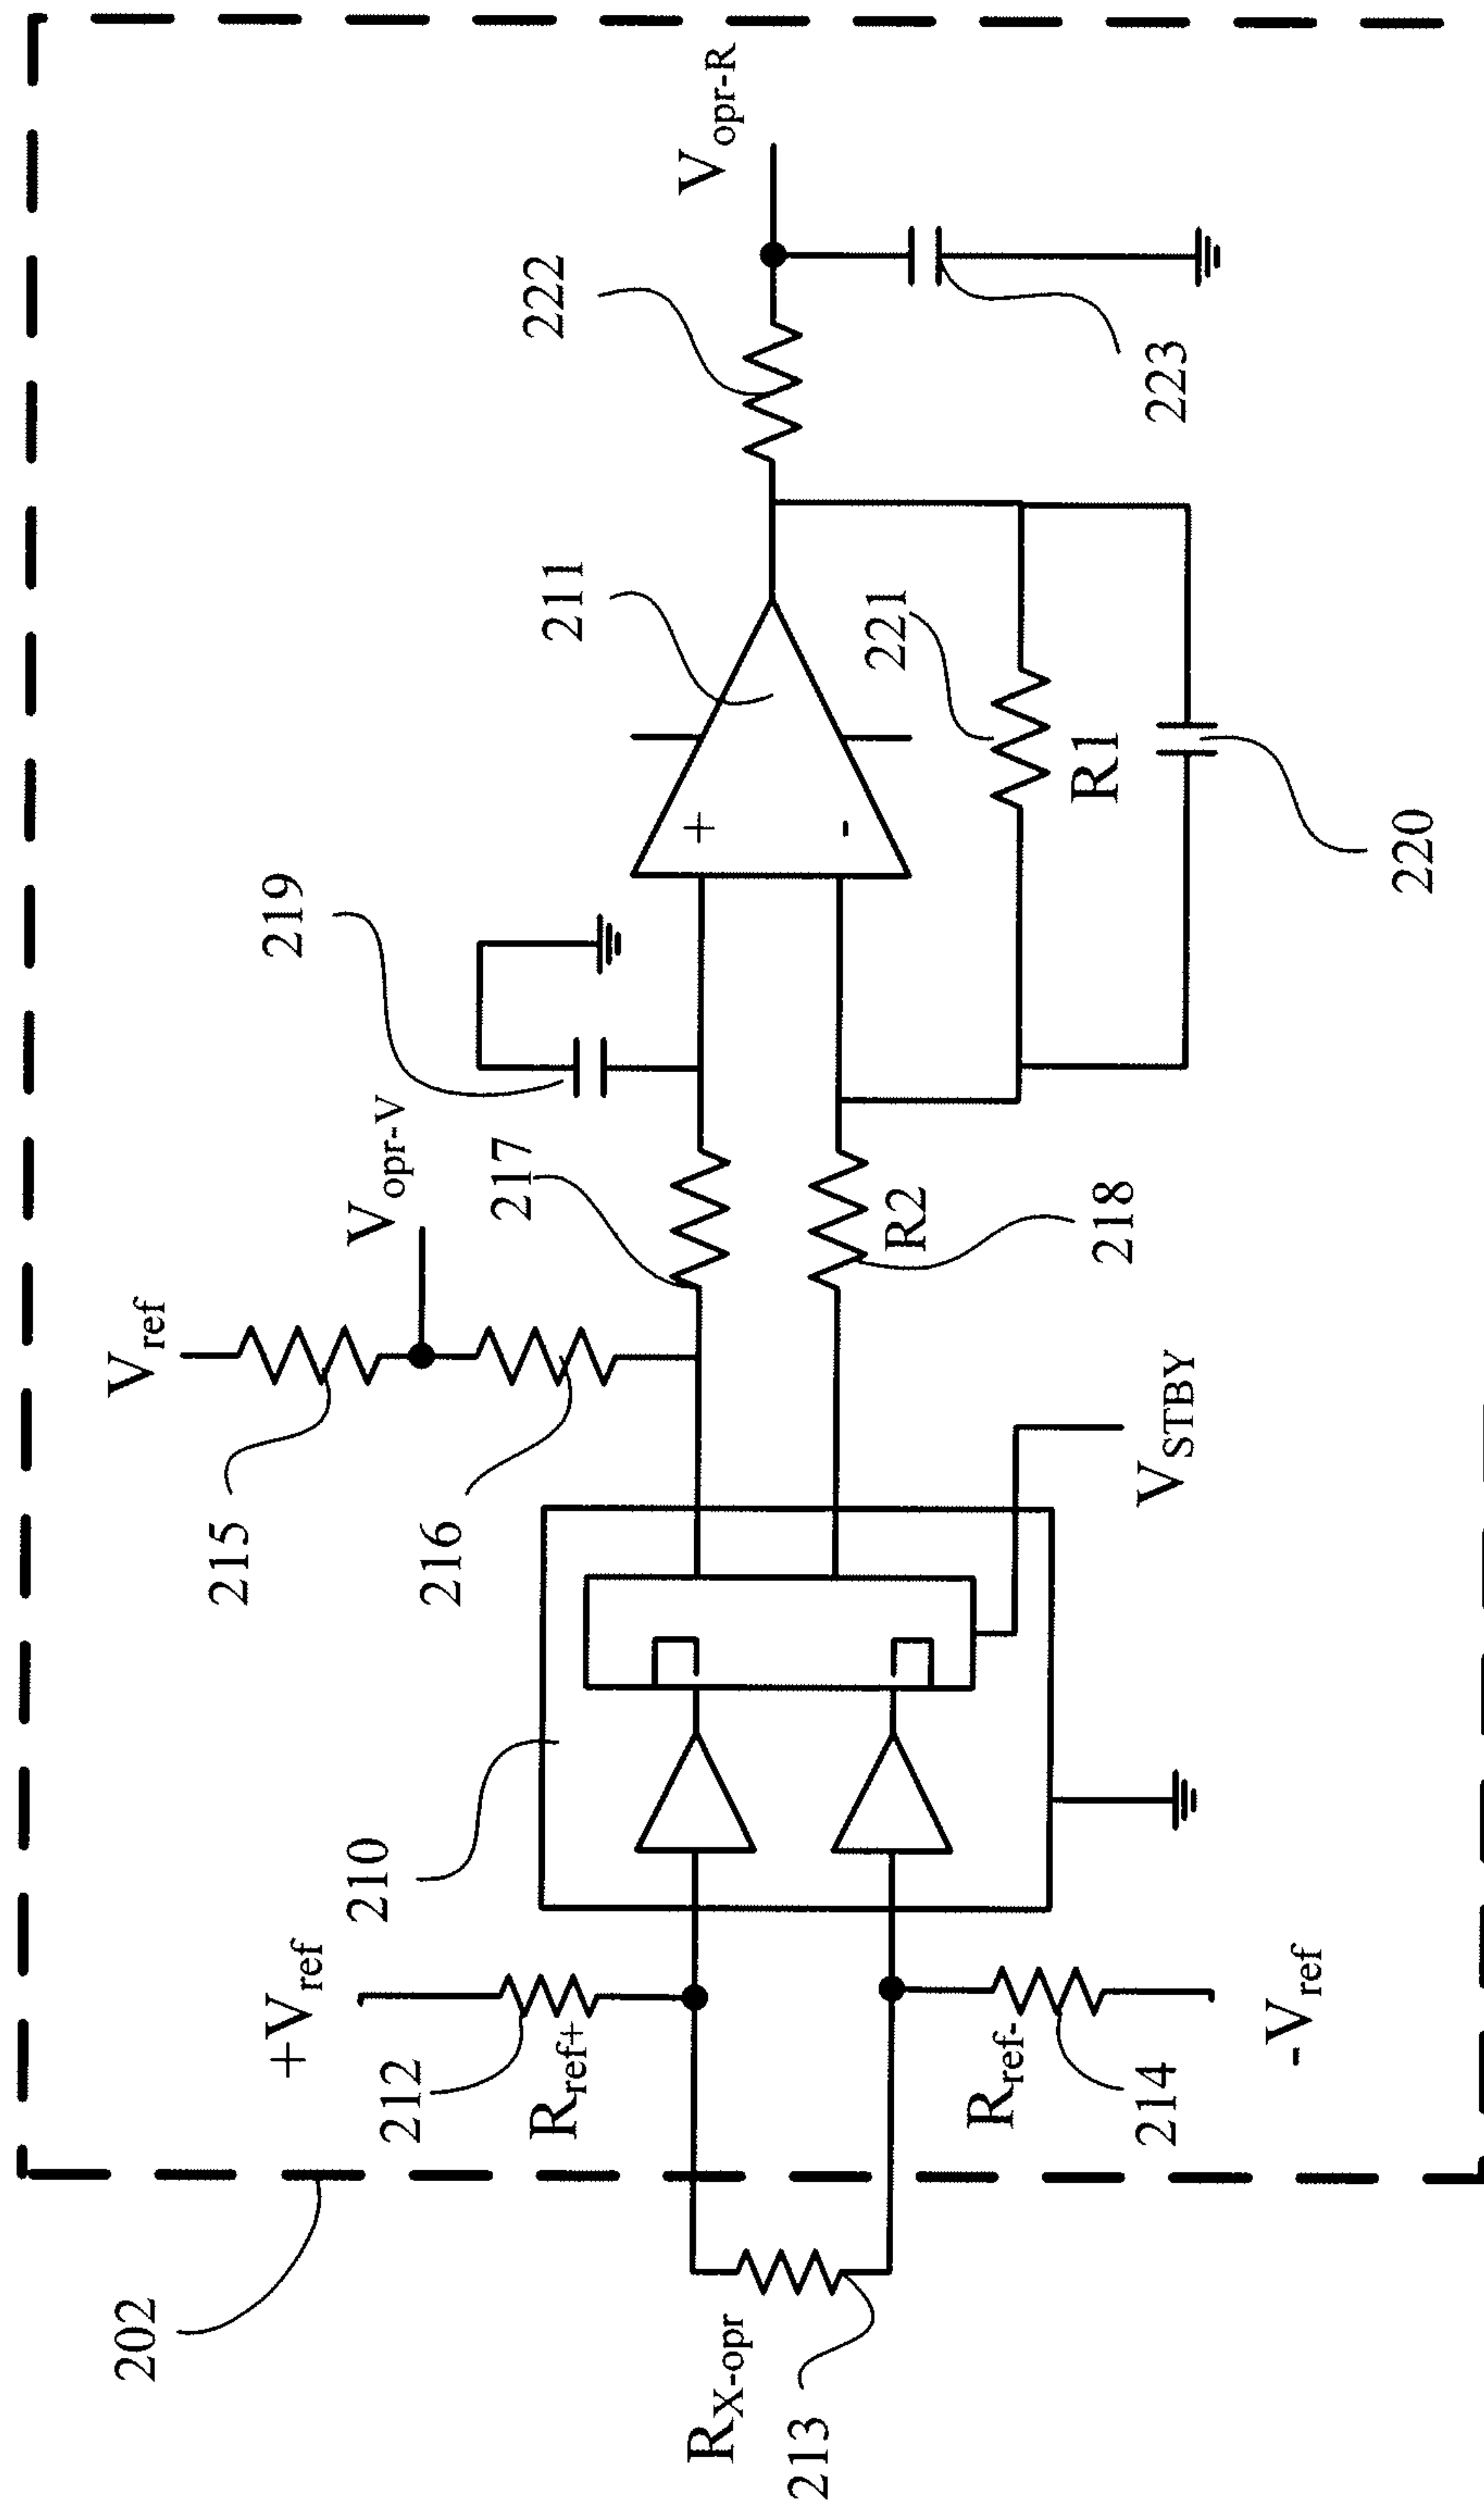 202
R_X-opr
213
+V_ref
212
R_ref+
R_ref-
214
-V_ref
210
V_STBY
215
216
V_ref
V_opr-V
217
R2
218
219
+
-
211
221
R1
220
222
223
V_opr-R